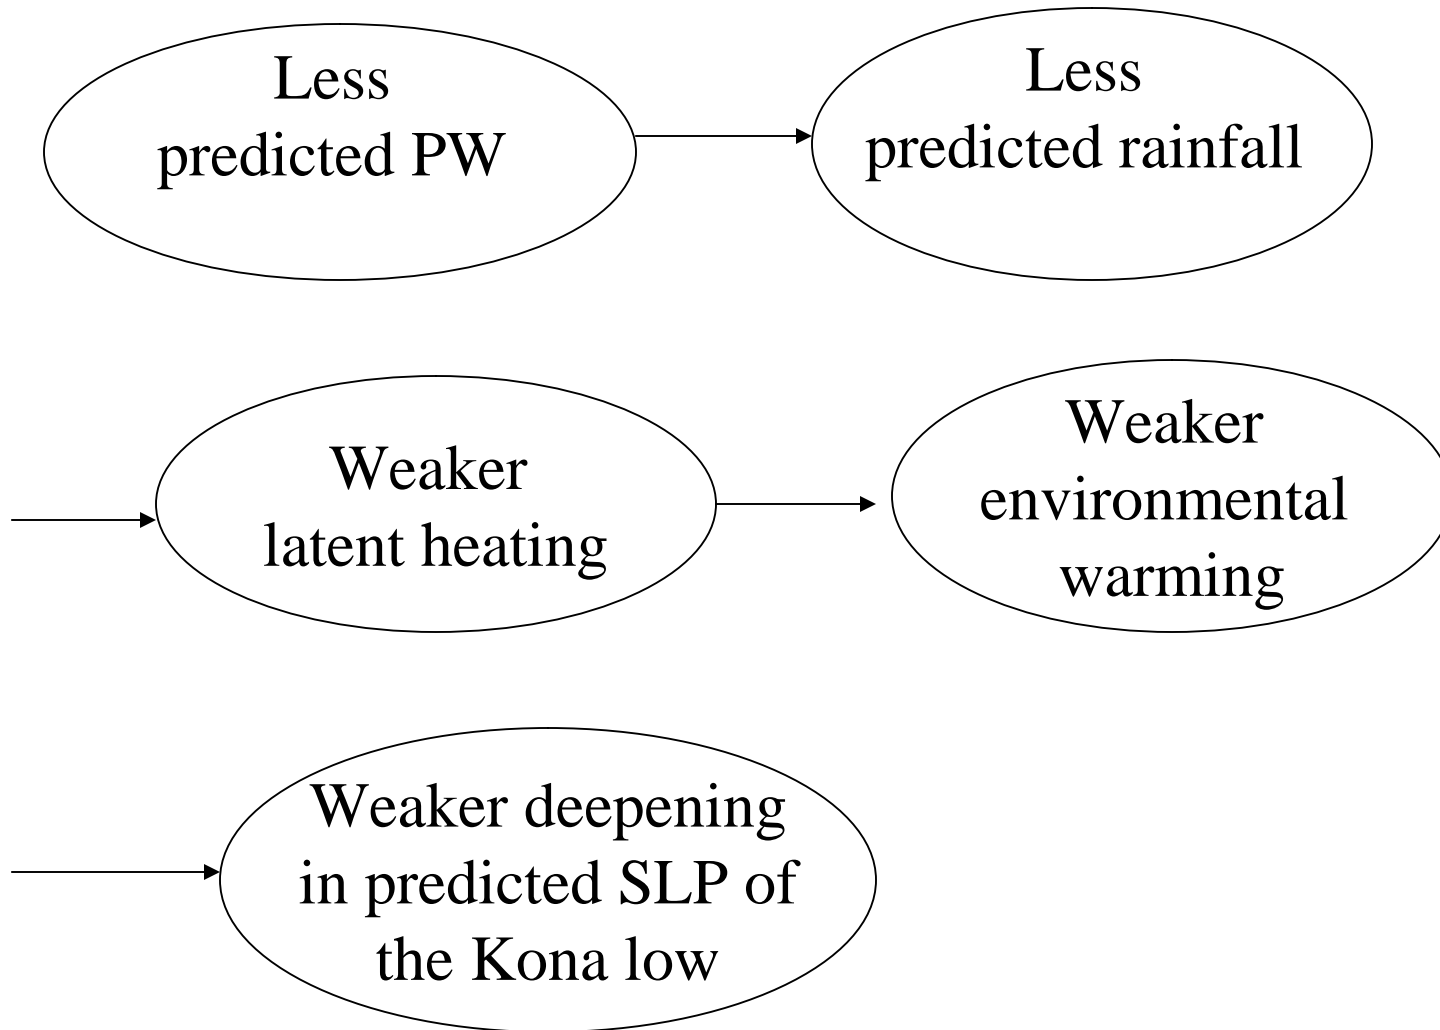 Less
predicted PW
Less
predicted rainfall
Weaker
latent heating
Weaker
environmental
warming
Weaker deepening
in predicted SLP of
the Kona low